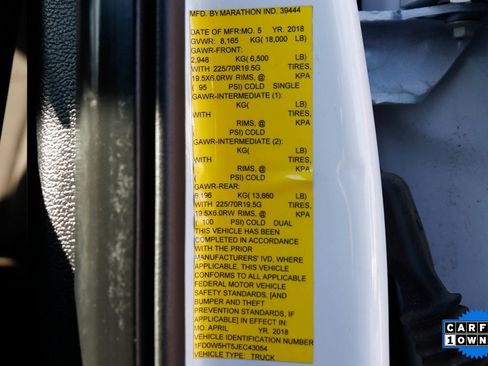 MFD. BY MARATHON IND. 39444
DATE OF MFR: MO. 5 YR. 2018
GVWR: 8,165 KG( 18,000 LB)
GAWR-FRONT:
2,948 KG( 6,500 LB)
WITH 225/70R19.5G TIRES,
19.5X6.0RW RIMS, @ KPA
( 95 PSI) COLD SINGLE
GAWR-INTERMEDIATE (1):
KG( LB)
WITH TIRES,
RIMS, @ KPA
PSI) COLD
GAWR-INTERMEDIATE (2):
KG( LB)
WITH TIRES,
RIMS, @ KPA
PSI) COLD
GAWR-REAR:
6,196 KG( 13,660 LB)
WITH 225/70R19.5G TIRES,
19.5X6.0RW RIMS, @ KPA
( 100 PSI) COLD DUAL
THIS VEHICLE HAS BEEN
COMPLETED IN ACCORDANCE
WITH THE PRIOR
MANUFACTURERS' IVD, WHERE
APPLICABLE. THIS VEHICLE
CONFORMS TO ALL APPLICABLE
FEDERAL MOTOR VEHICLE
SAFETY STANDARDS, [AND
BUMPER AND THEFT
PREVENTION STANDARDS, IF
APPLICABLE] IN EFFECT IN:
MO. APRIL YR. 2018
VEHICLE IDENTIFICATION NUMBER
1FD0W5HT5JEC43054
VEHICLE TYPE: TRUCK
CARF
1 OWN